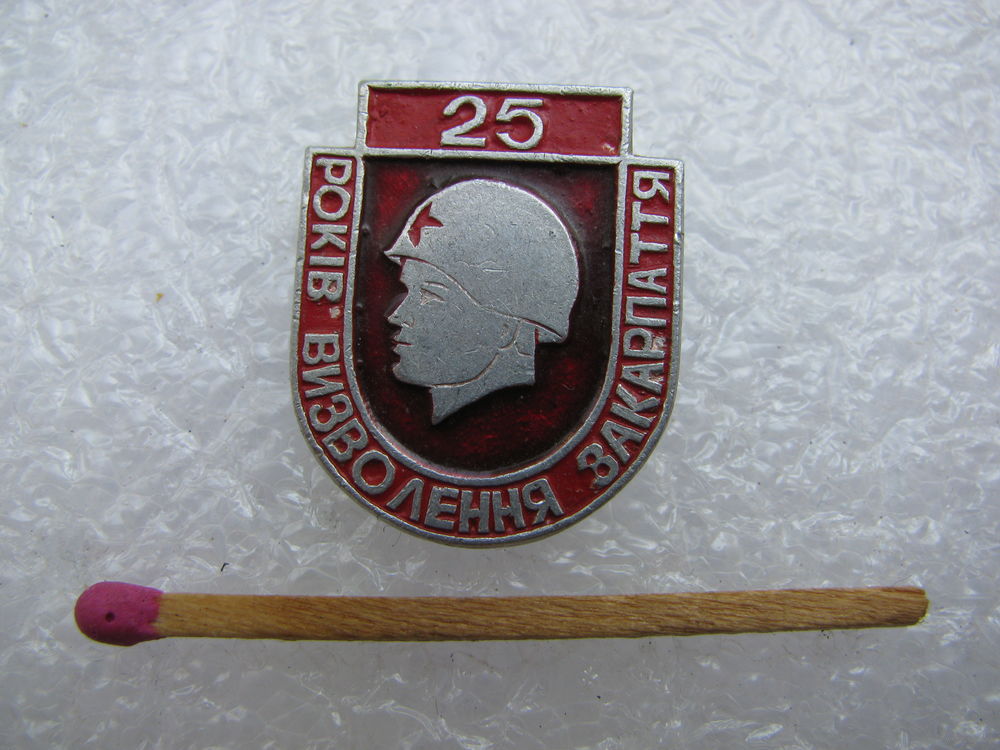 25
РОКІВ ВИЗВОЛЕННЯ ЗАКАРПАТТЯ